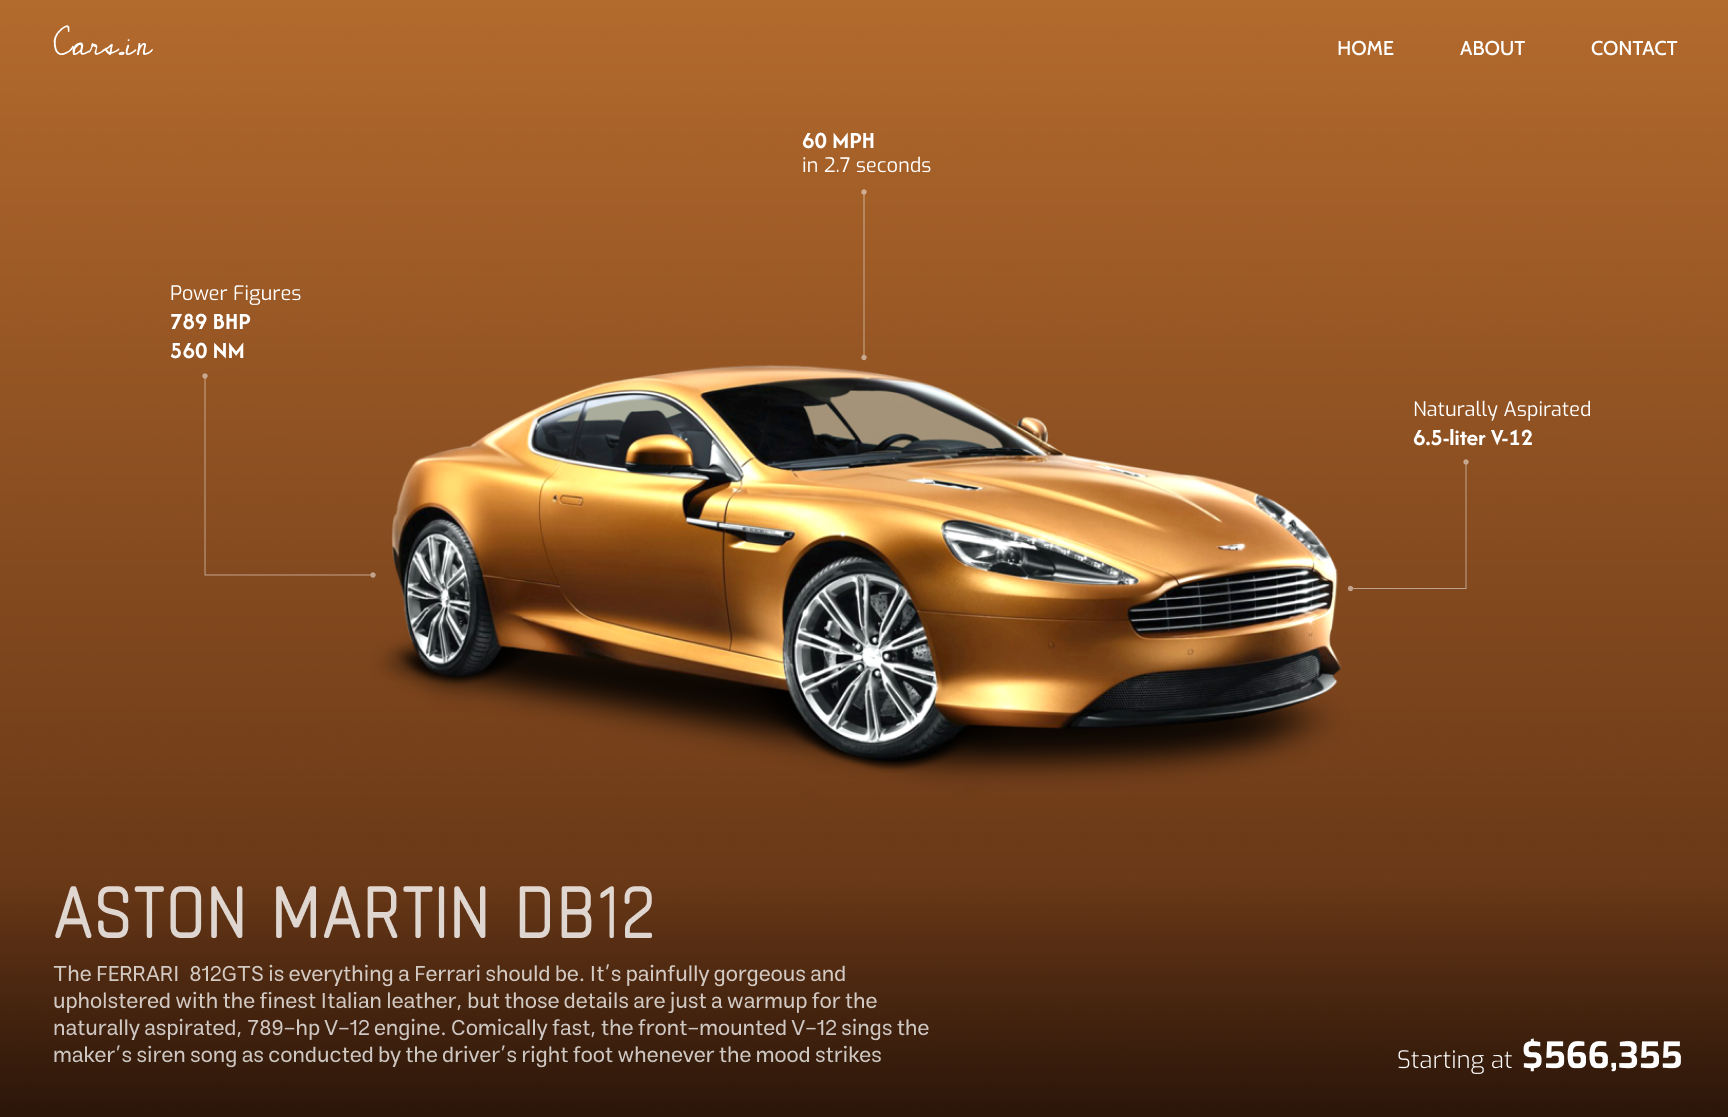 Cars.in
HOME ABOUT CONTACT
60 MPH
in 2.7 seconds
Power Figures
789 BHP
560 NM
Naturally Aspirated
6.5-liter V-12
ASTON MARTIN DB12
The FERRARI  812GTS is everything a Ferrari should be. It’s painfully gorgeous and
upholstered with the finest Italian leather, but those details are just a warmup for the
naturally aspirated, 789–hp V–12 engine. Comically fast, the front–mounted V–12 sings the
maker’s siren song as conducted by the driver’s right foot whenever the mood strikes
Starting at $566,355